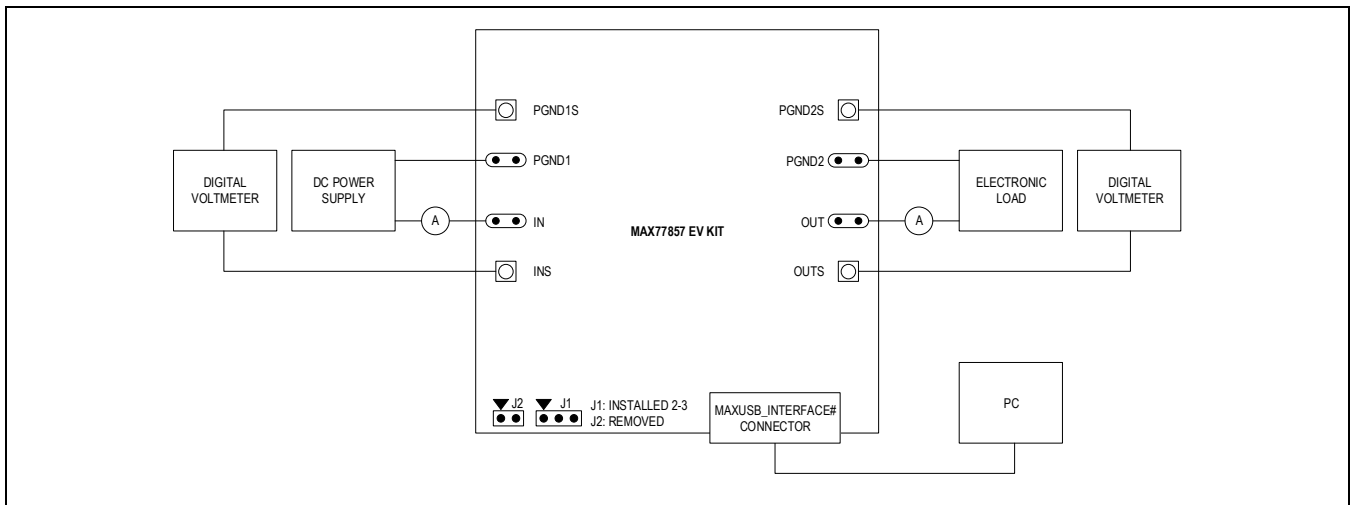 PGND1S
PGND2S
DIGITAL
VOLTMETER
DC POWER
SUPPLY
PGND1
PGND2
ELECTRONIC
LOAD
DIGITAL
VOLTMETER
A
IN
MAX77857 EV KIT
OUT
A
INS
OUTS
J2
J1
J1: INSTALLED 2-3
J2: REMOVED
MAXUSB_INTERFACE#
CONNECTOR
PC